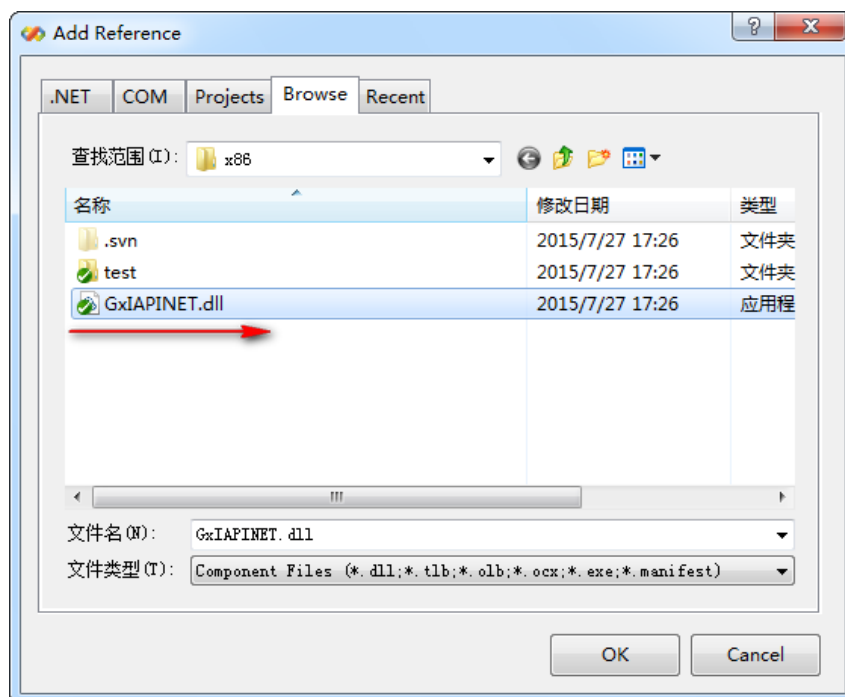 Add Reference
.NET COM Projects Browse Recent
查找范围(I): x86
名称 修改日期 类型
.svn 2015/7/27 17:26 文件夹
test 2015/7/27 17:26 文件夹
GxIAPINET.dll 2015/7/27 17:26 应用程
文件名(N): GxIAPINET.dll
文件类型(T): Component Files (*.dll;*.tlb;*.olb;*.ocx;*.exe;*.manifest)
OK Cancel